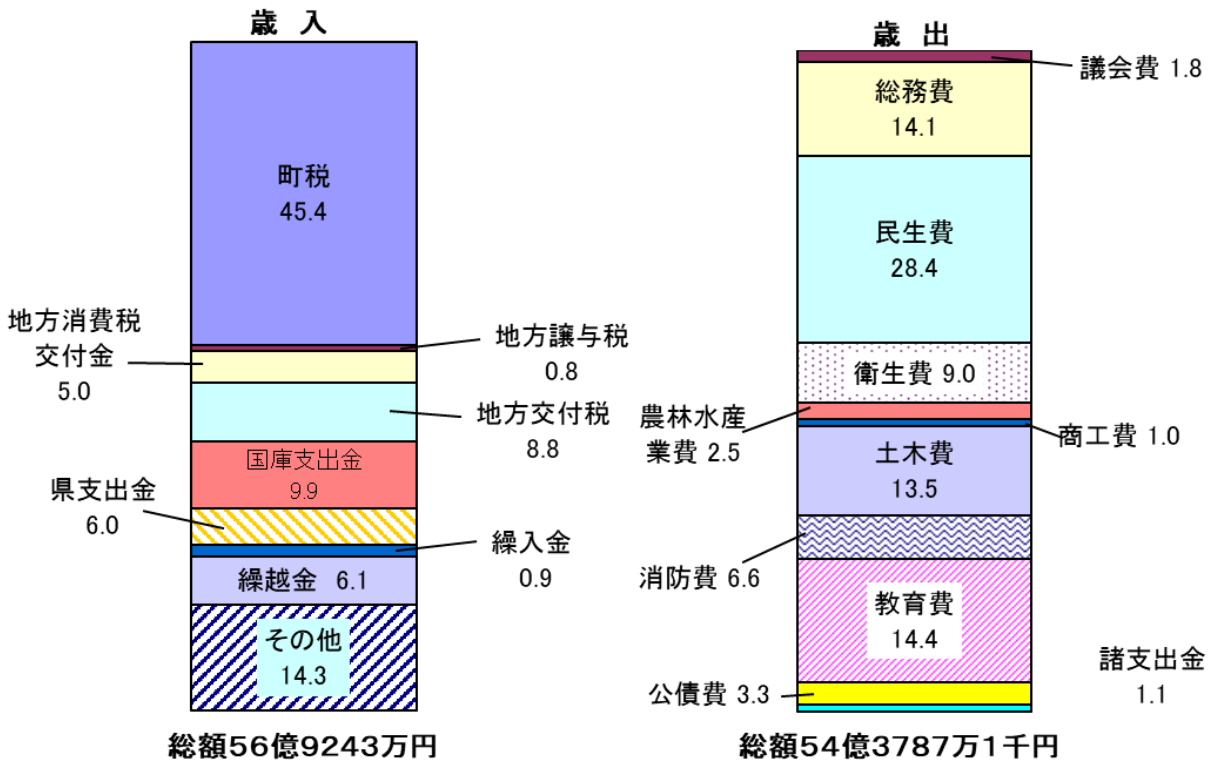 歳 入
町税
45.4
地方消費税
交付金
5.0
地方譲与税
0.8
地方交付税
8.8
国庫支出金
9.9
県支出金
6.0
繰入金
0.9
繰越金 6.1
その他
14.3
総額56億9243万円
歳 出
議会費 1.8
総務費
14.1
民生費
28.4
衛生費 9.0
農林水産
業費 2.5
商工費 1.0
土木費
13.5
消防費 6.6
教育費
14.4
公債費 3.3
諸支出金
1.1
総額54億3787万1千円